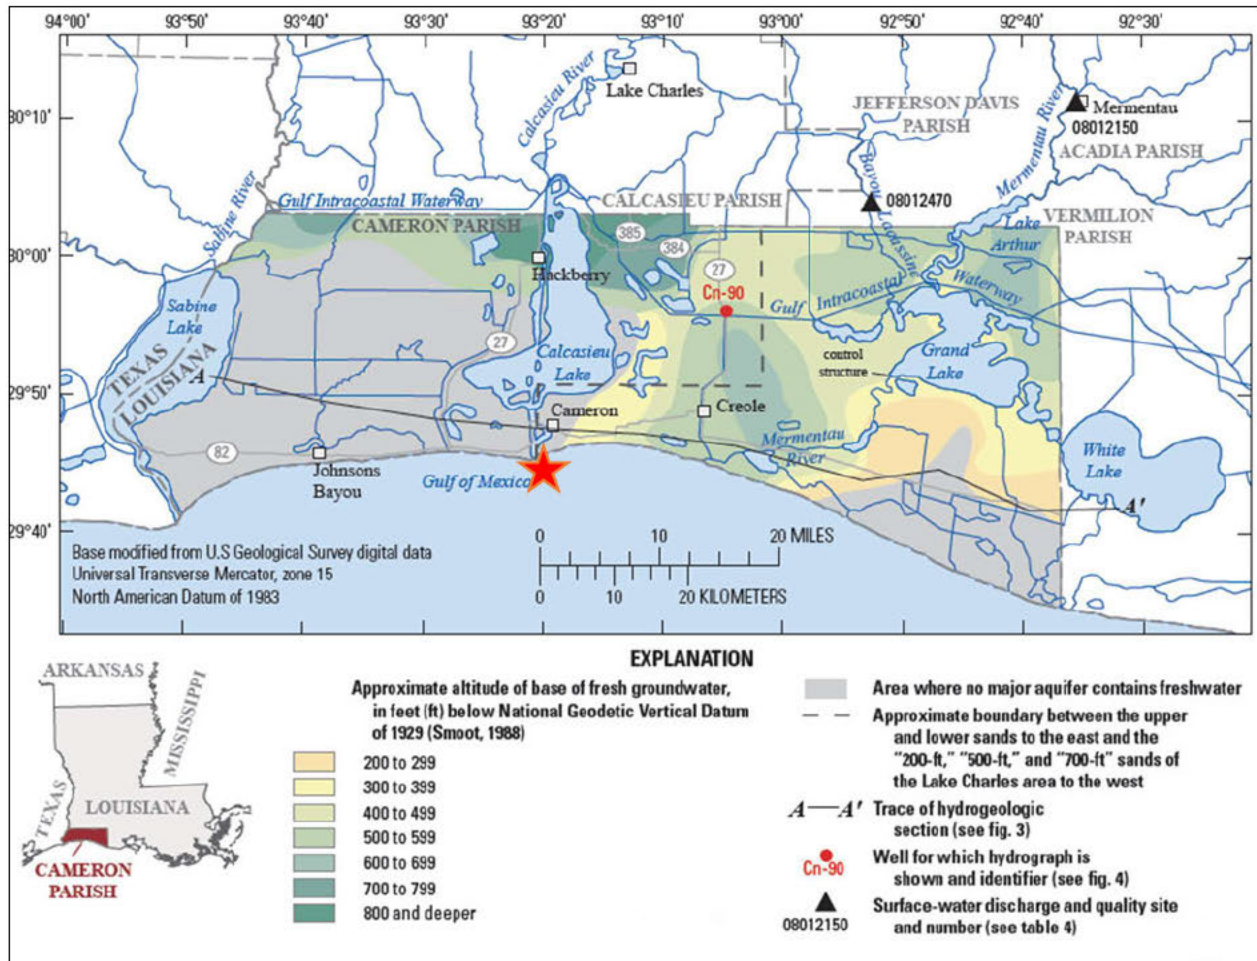 94°00'
93°50'
93°40'
93°30'
93°20'
93°10'
93°00'
92°50'
92°40'
92°30'
Calcasieu River
Lake Charles
JEFFERSON DAVIS
PARISH
Mermentau River
Mermentau
08012150
30°10'
ACADIA PARISH
Bayou Lacassine
Sabine River
Gulf Intracoastal Waterway
CALCASIEU PARISH
08012470
CAMERON PARISH
385
384
VERMILION
PARISH
Lake
Arthur
30°00'
Hackberry
27
Cn-90
Gulf Intracoastal Waterway
Sabine
Lake
27
TEXAS
LOUISIANA
Calcasieu
Lake
control
structure
Grand
Lake
29°50'
A
Cameron
Creole
Mermentau
River
White
Lake
82
Johnsons
Bayou
Gulf of Mexico
A'
29°40'
0 10 20 MILES
0 10 20 KILOMETERS
Base modified from U.S Geological Survey digital data
Universal Transverse Mercator, zone 15
North American Datum of 1983
EXPLANATION
ARKANSAS
MISSISSIPPI
TEXAS
LOUISIANA
CAMERON
PARISH
Approximate altitude of base of fresh groundwater,
in feet (ft) below National Geodetic Vertical Datum
of 1929 (Smoot, 1988)
200 to 299
300 to 399
400 to 499
500 to 599
600 to 699
700 to 799
800 and deeper
Area where no major aquifer contains freshwater
Approximate boundary between the upper
and lower sands to the east and the
"200-ft," "500-ft," and "700-ft" sands of
the Lake Charles area to the west
A A' Trace of hydrogeologic
section (see fig. 3)
Cn-90 Well for which hydrograph is
shown and identifier (see fig. 4)
08012150 Surface-water discharge and quality site
and number (see table 4)